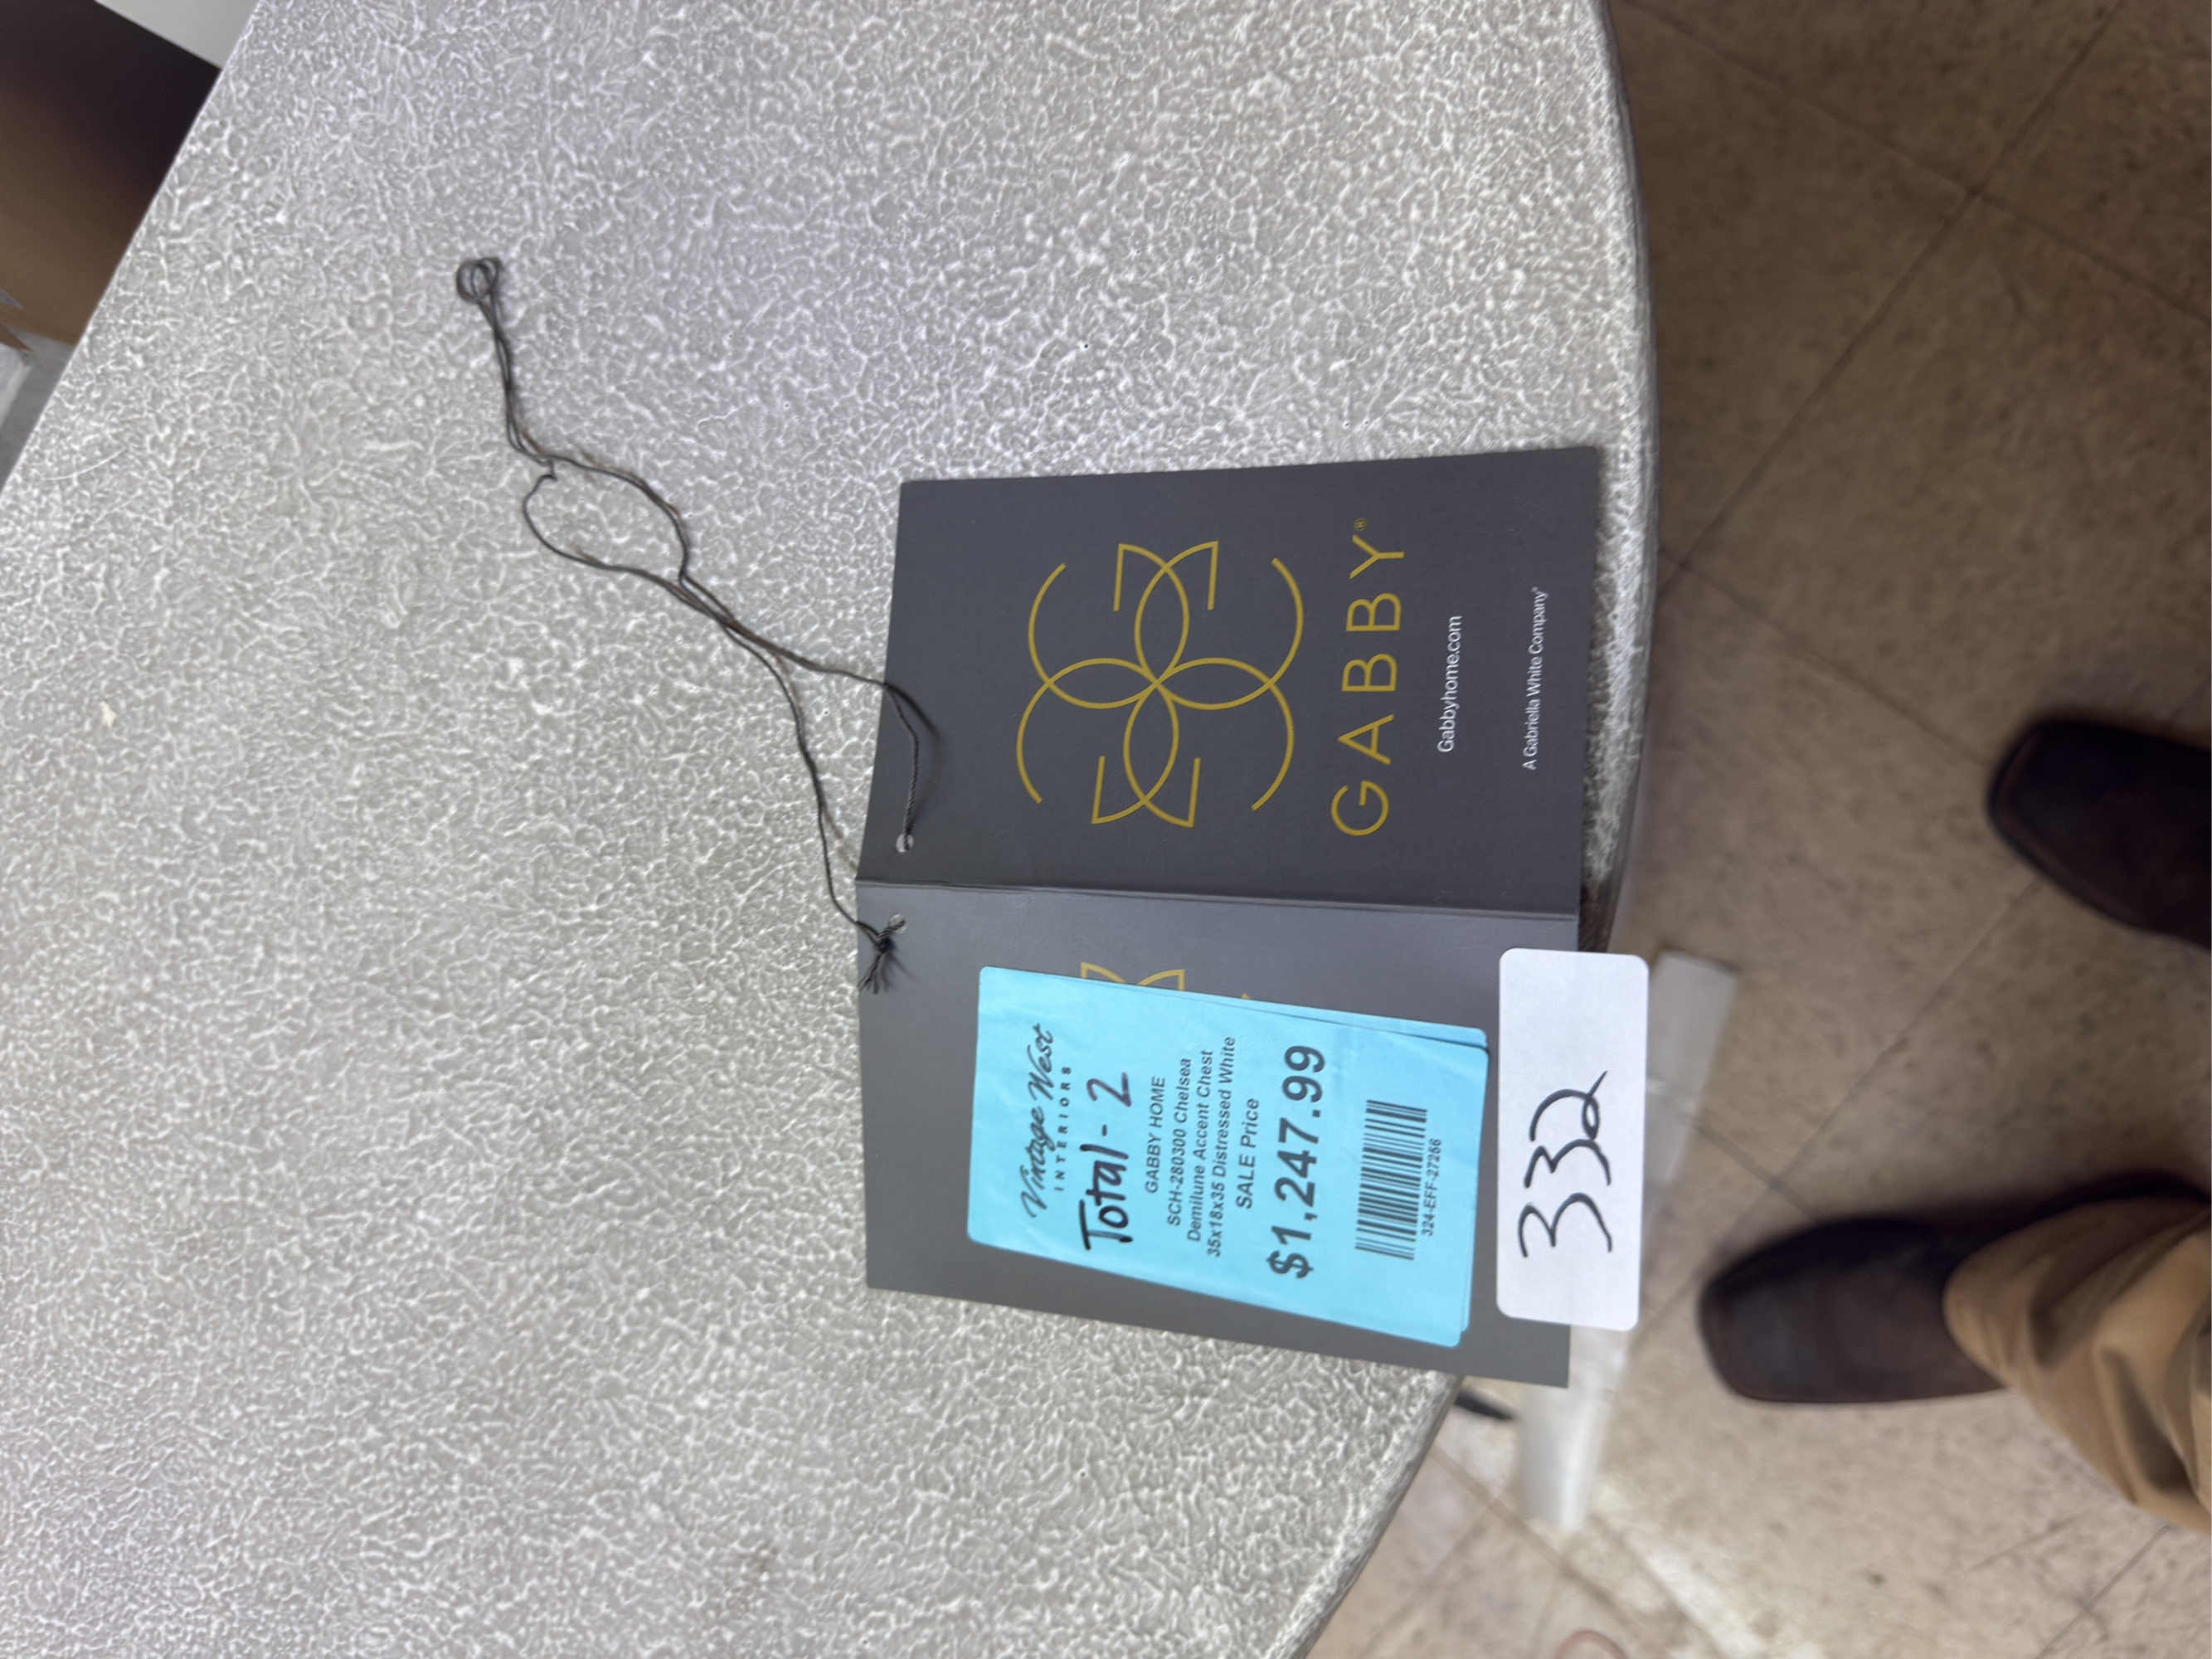 GABBY®
Gabbyhome.com
A Gabriella White Company®
Vintage West
INTERIORS
Total - 2
GABBY HOME
SCH-280300 Chelsea
Demilune Accent Chest
35x18x35 Distressed White
SALE Price
$1,247.99
324-EFF-27256
332